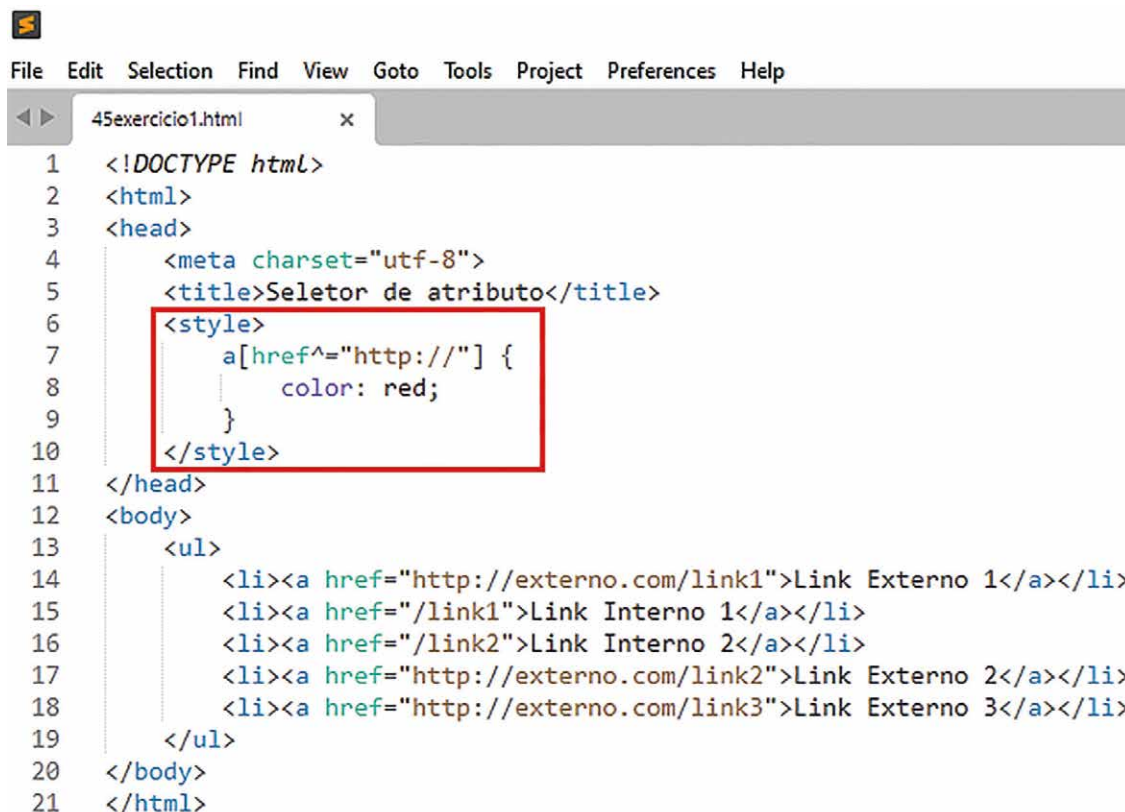 File Edit Selection Find View Goto Tools Project Preferences Help
45exercicio1.html ×
1 <!DOCTYPE html>
2 <html>
3 <head>
4 <meta charset="utf-8">
5 <title>Seletor de atributo</title>
6 <style>
7 a[href^="http://"] {
8 color: red;
9 }
10 </style>
11 </head>
12 <body>
13 <ul>
14 <li><a href="http://externo.com/link1">Link Externo 1</a></li>
15 <li><a href="/link1">Link Interno 1</a></li>
16 <li><a href="/link2">Link Interno 2</a></li>
17 <li><a href="http://externo.com/link2">Link Externo 2</a></li>
18 <li><a href="http://externo.com/link3">Link Externo 3</a></li>
19 </ul>
20 </body>
21 </html>